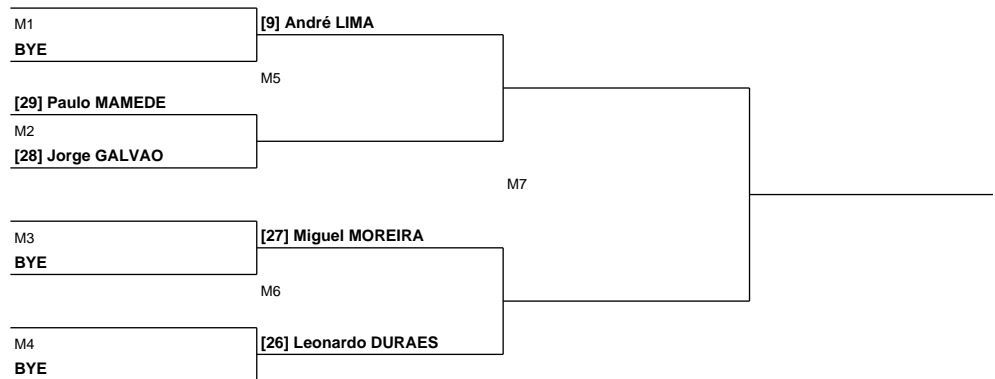 M1
[9] André LIMA
BYE
M5
[29] Paulo MAMEDE
M2
[28] Jorge GALVAO
M7
M3
[27] Miguel MOREIRA
BYE
M6
M4
[26] Leonardo DURAES
BYE